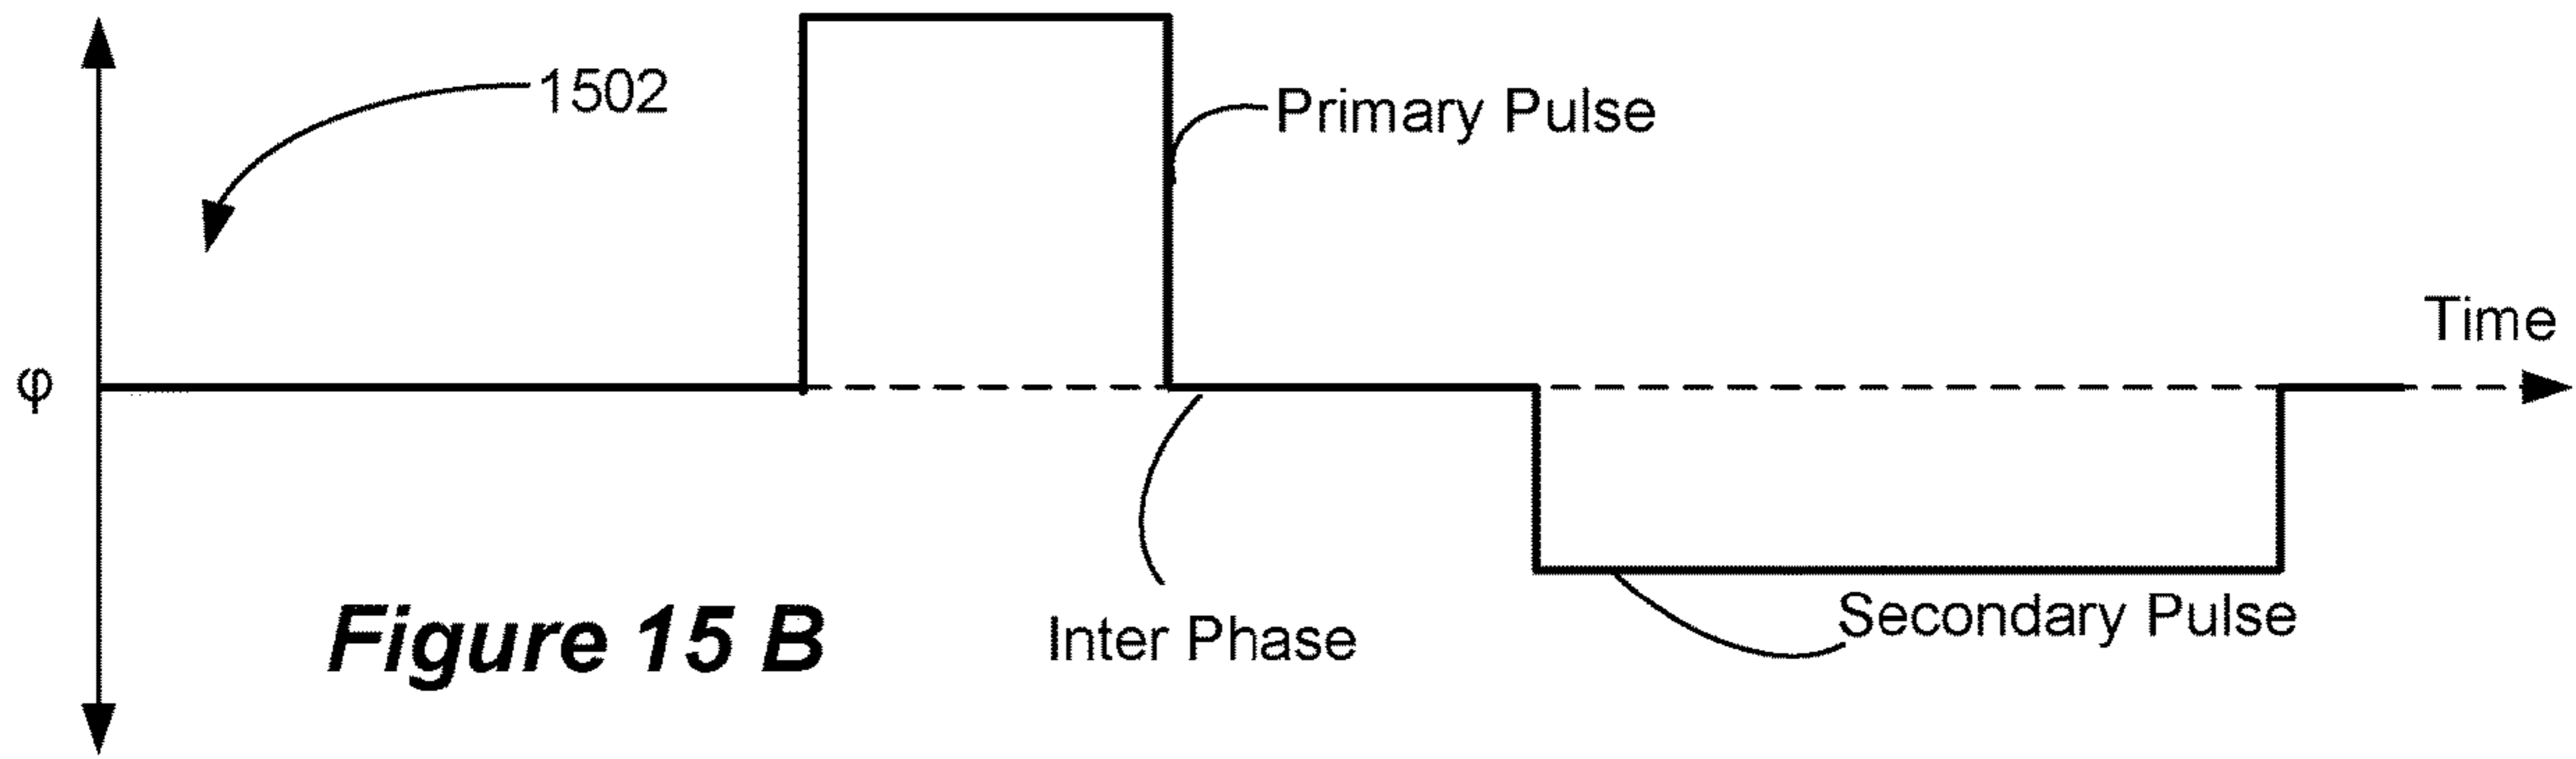 1502
Primary Pulse
Time
φ
Inter Phase
Secondary Pulse
Figure 15 B